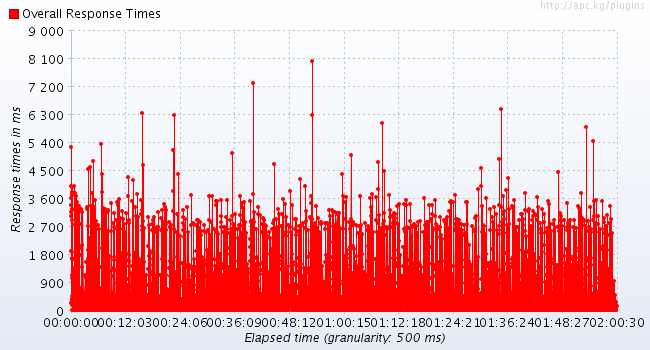 http://apc.kg/plugins
Overall Response Times
9 000
8 100
7 200
6 300
5 400
4 500
3 600
2 700
1 800
900
0
Response times in ms
00:00:00 00:12:03 00:24:06 00:36:09 00:48:12 01:00:15 01:12:18 01:24:21 01:36:24 01:48:27 02:00:30
Elapsed time (granularity: 500 ms)